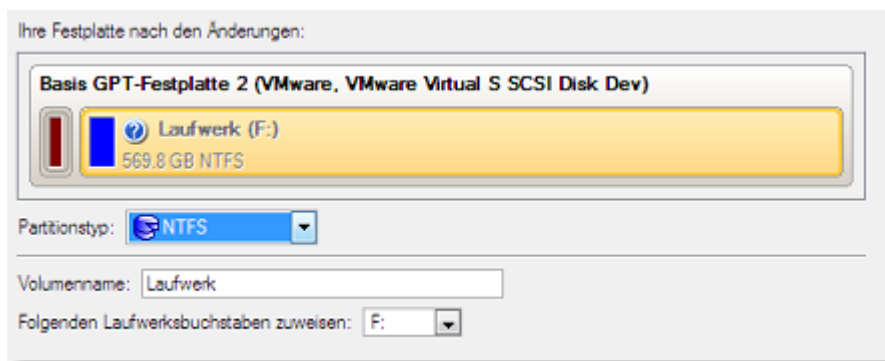 Ihre Festplatte nach den Änderungen:
Basis GPT-Festplatte 2 (VMware, VMware Virtual S SCSI Disk Dev)
Laufwerk (F:)
569.8 GB NTFS
Partitionstyp: NTFS
Volumenname: Laufwerk
Folgenden Laufwerksbuchstaben zuweisen: F: